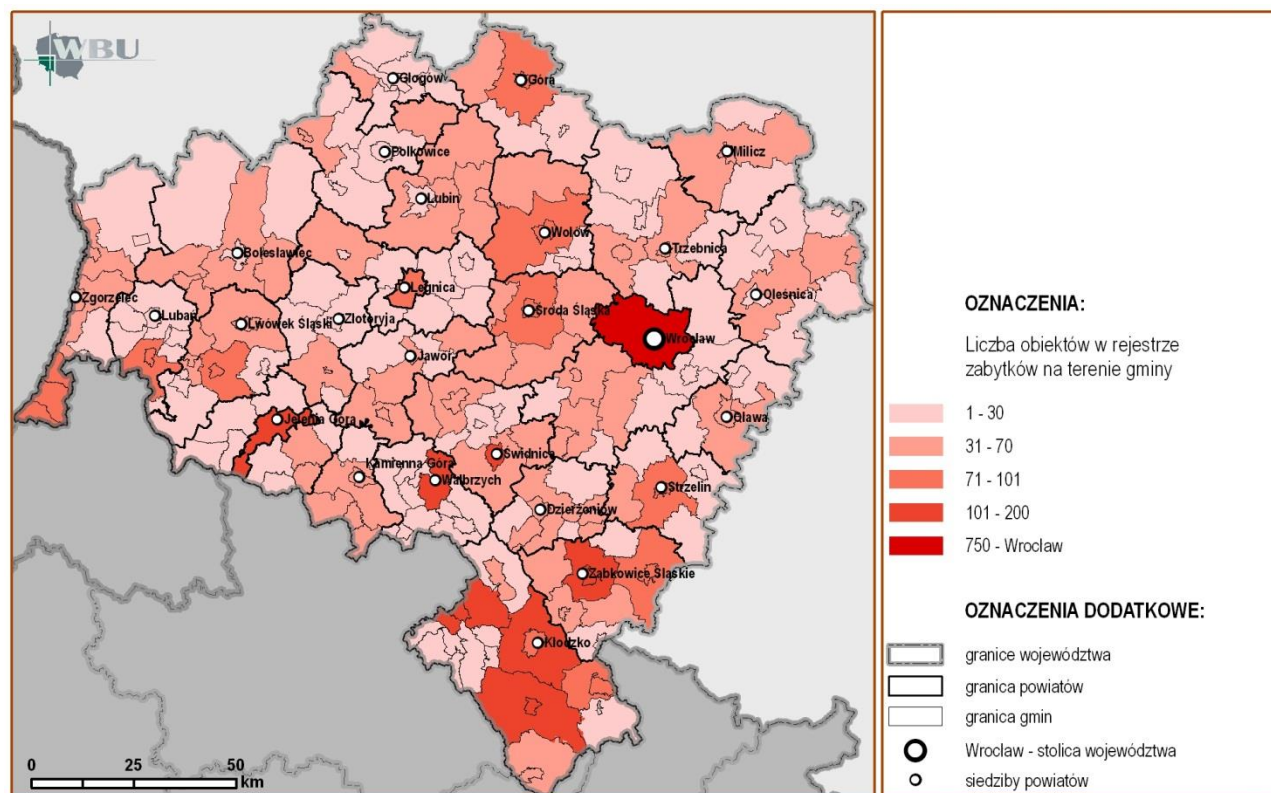 WBU
Głogów
Góra
Polkowice
Milicz
Lubin
Wołów
Trzebnica
Bolesławiec
Legnica
Oleśnica
Zgorzelec
Lubań
Lwówek Śląski
Złotoryja
Środa Śląska
Wrocław
Jawor
Oława
Jelenia Góra
Kamienna Góra
Świdnica
Wałbrzych
Strzelin
Dzierżoniów
Ząbkowice Śląskie
Kłodzko
0 25 50
km
OZNACZENIA:
Liczba obiektów w rejestrze
zabytków na terenie gminy
1 - 30
31 - 70
71 - 101
101 - 200
750 - Wrocław
OZNACZENIA DODATKOWE:
granice województwa
granica powiatów
granica gmin
Wrocław - stolica województwa
siedziby powiatów